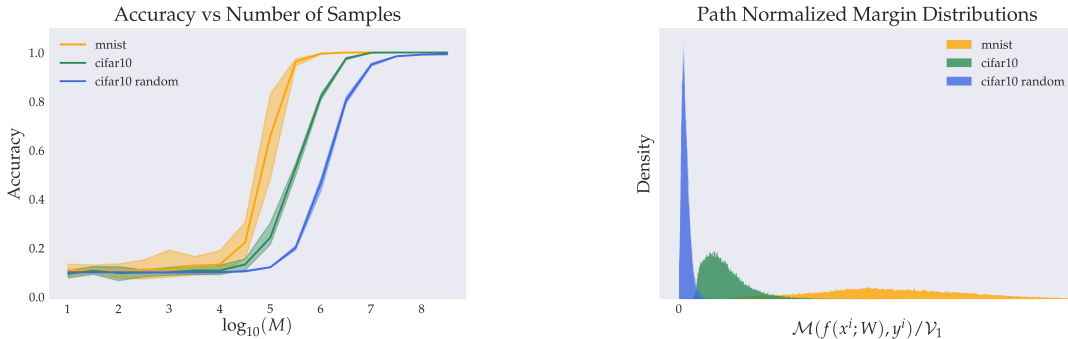 Accuracy vs Number of Samples
mnist
cifar10
cifar10 random
1.0
0.8
0.6
0.4
0.2
0.0
Accuracy
1 2 3 4 5 6 7 8
log₁₀(M)
Path Normalized Margin Distributions
mnist
cifar10
cifar10 random
Density
0
ℳ(f(xⁱ; W), yⁱ)/𝒱₁